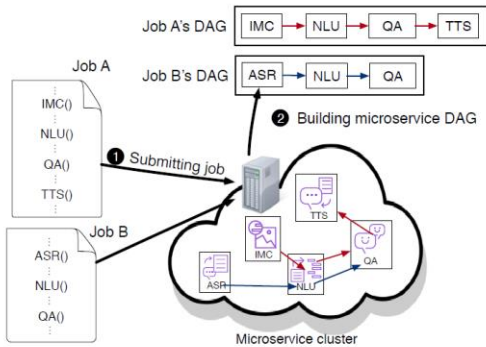 Job A's DAG
IMC
NLU
QA
TTS
Job B's DAG
ASR
NLU
QA
Job A
IMC()
NLU()
QA()
TTS()
1 Submitting job
2 Building microservice DAG
Job B
ASR()
NLU()
QA()
TTS
IMC
QA
ASR
NLU
Microservice cluster